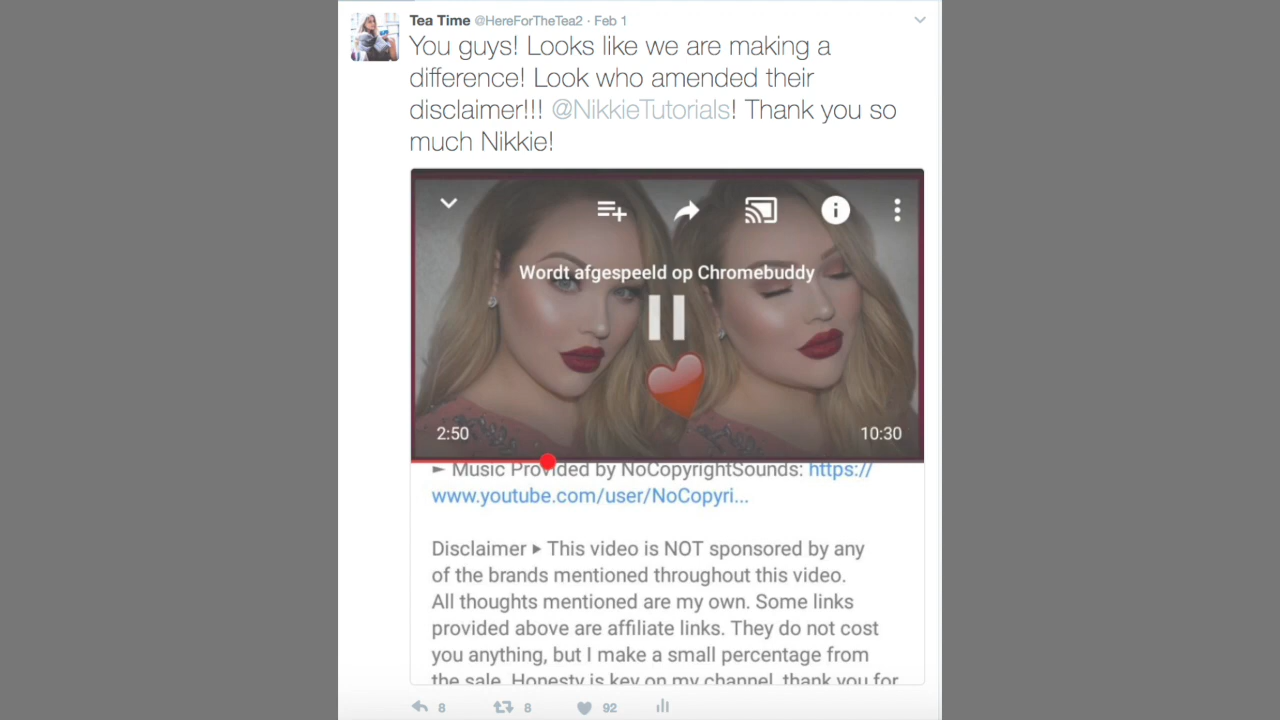 Tea Time @HereForTheTea2 · Feb 1
You guys! Looks like we are making a
difference! Look who amended their
disclaimer!!! @NikkieTutorials! Thank you so
much Nikkie!
Wordt afgespeeld op Chromebuddy
2:50 10:30
► Music Provided by NoCopyrightSounds: https://
www.youtube.com/user/NoCopyri...
Disclaimer ▸ This video is NOT sponsored by any
of the brands mentioned throughout this video.
All thoughts mentioned are my own. Some links
provided above are affiliate links. They do not cost
you anything, but I make a small percentage from
the sale. Honesty is key on my channel, thank you for
8 8 92